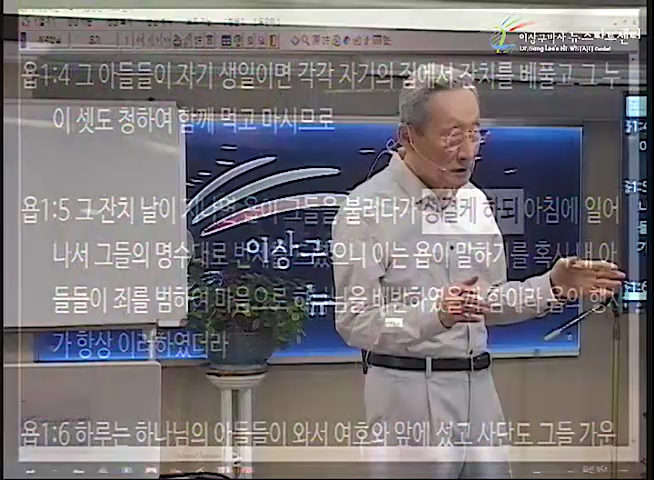 이상구박사 뉴스타트센터
Dr. Sang Lee's NEWSTART Center
욥1:4 그 아들들이 자기 생일이면 각각 자기의 집에서 잔치를 베풀고 그 누
이 셋도 청하여 함께 먹고 마시므로
욥1:5 그 잔치 날이 지나면 욥이 그들을 불러다가 성결케 하되 아침에 일어
나서 그들의 명수대로 번제를 드렸으니 이는 욥이 말하기를 혹시 내 아
들들이 죄를 범하여 마음으로 하나님을 배반하였을까 함이라 욥의 행
가 항상 이러하였더라
욥1:6 하루는 하나님의 아들들이 와서 여호와 앞에 섰고 사단도 그들 가운
이상구
뉴